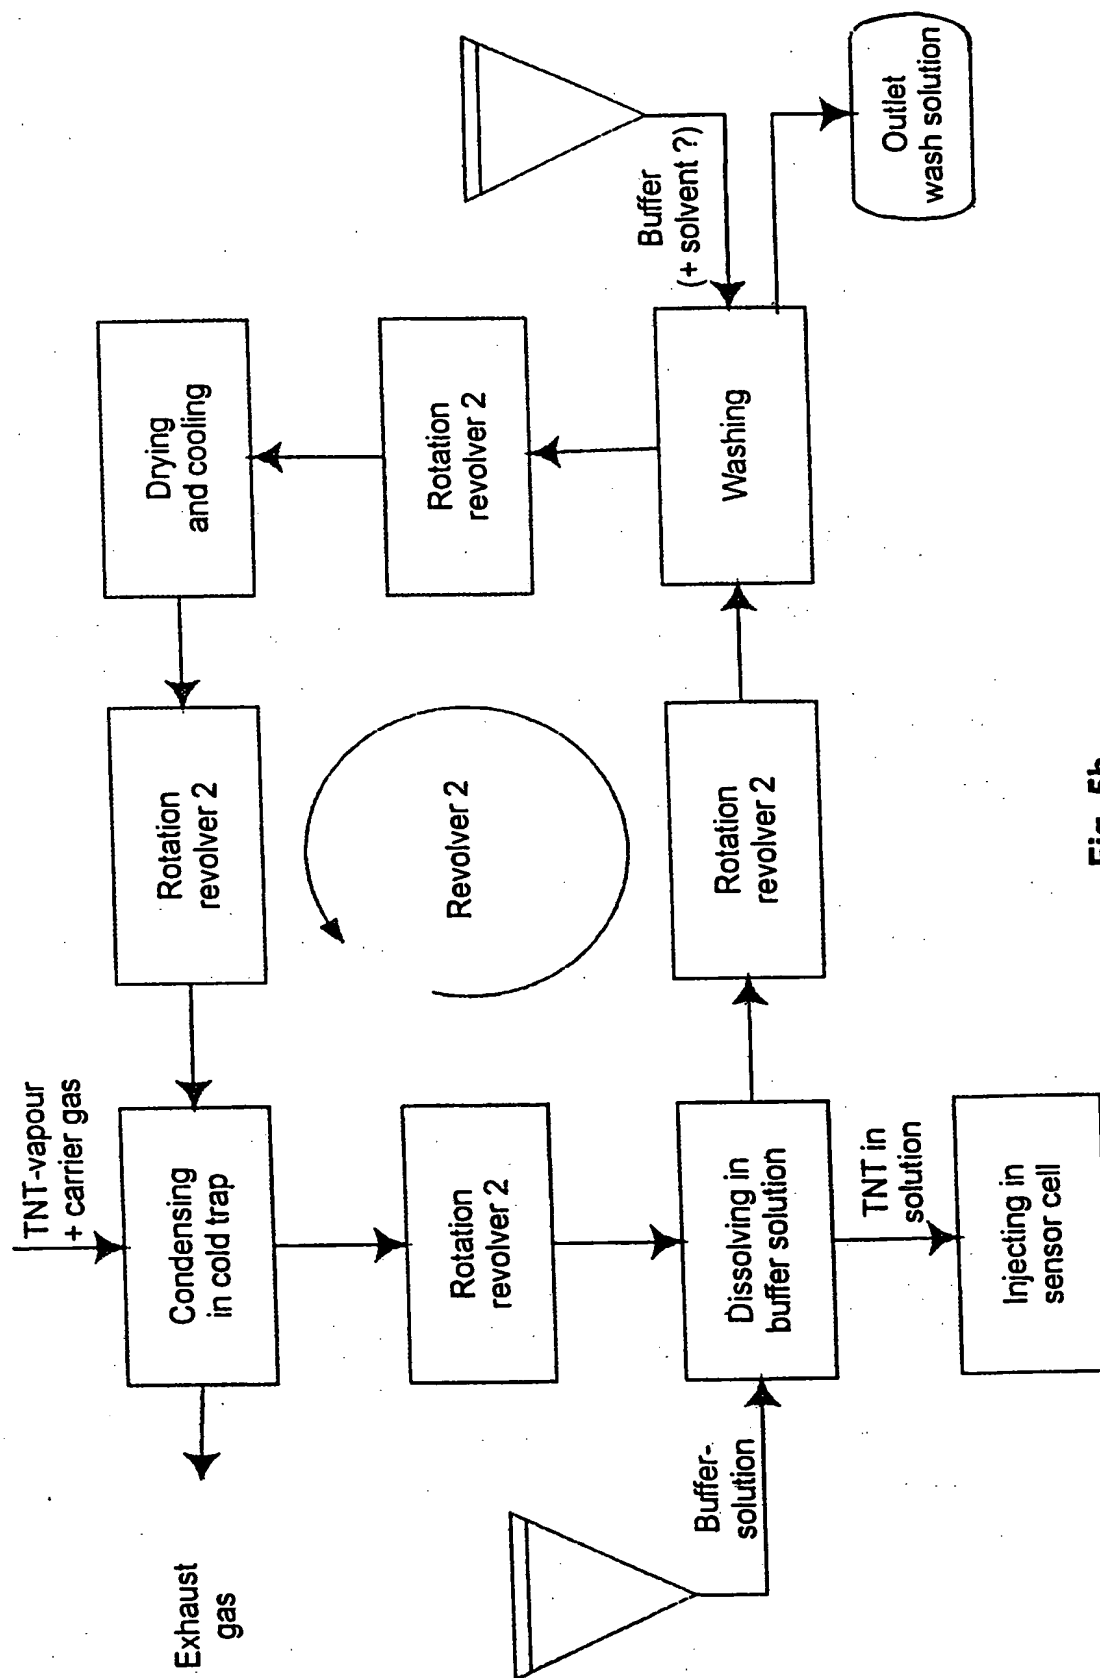 Exhaust
gas
TNT-vapour
+ carrier gas
Condensing
in cold trap
Rotation
revolver 2
Drying
and cooling
Rotation
revolver 2
Revolver 2
Rotation
revolver 2
Buffer-
solution
Dissolving in
buffer solution
Rotation
revolver 2
Washing
Buffer
(+ solvent ?)
TNT in
solution
Injecting in
sensor cell
Outlet
wash solution
Fig. 5b